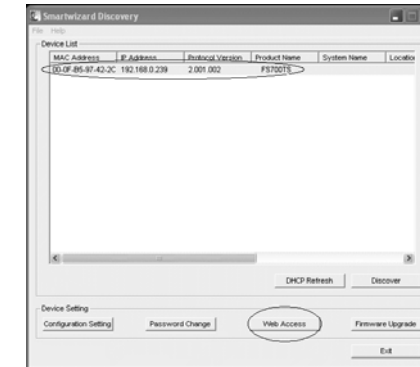 Smartwizard Discovery
File Help
Device List
MAC Address IP Address Protocol Version Product Name System Name Locatio
00-0F-B5-97-42-2C 192.168.0.239 2.001.002 FS700TS
DHCP Refresh Discover
Device Setting
Configuration Setting Password Change Web Access Firmware Upgrade
Exit